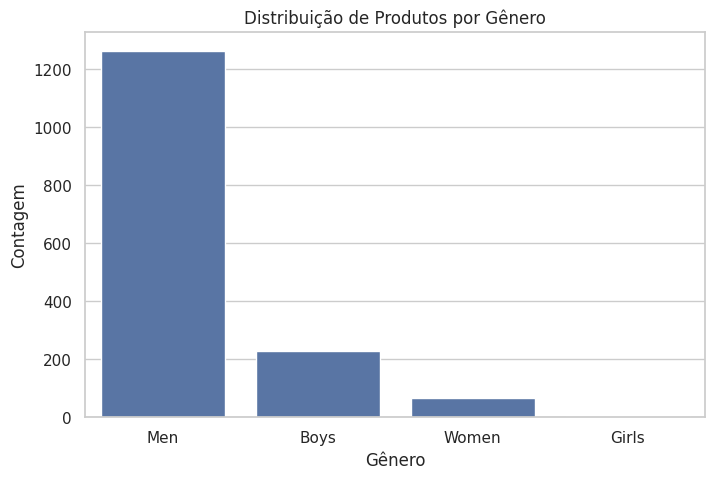 Distribuição de Produtos por Gênero
1200
1000
800
600
400
200
0
Contagem
Men Boys Women Girls
Gênero